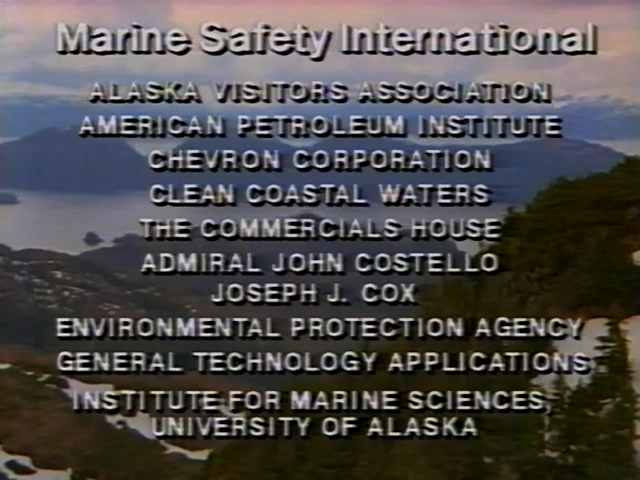 Marine Safety International
ALASKA VISITORS ASSOCIATION
AMERICAN PETROLEUM INSTITUTE
CHEVRON CORPORATION
CLEAN COASTAL WATERS
THE COMMERCIALS HOUSE
ADMIRAL JOHN COSTELLO
JOSEPH J. COX
ENVIRONMENTAL PROTECTION AGENCY
GENERAL TECHNOLOGY APPLICATIONS
INSTITUTE FOR MARINE SCIENCES,
UNIVERSITY OF ALASKA